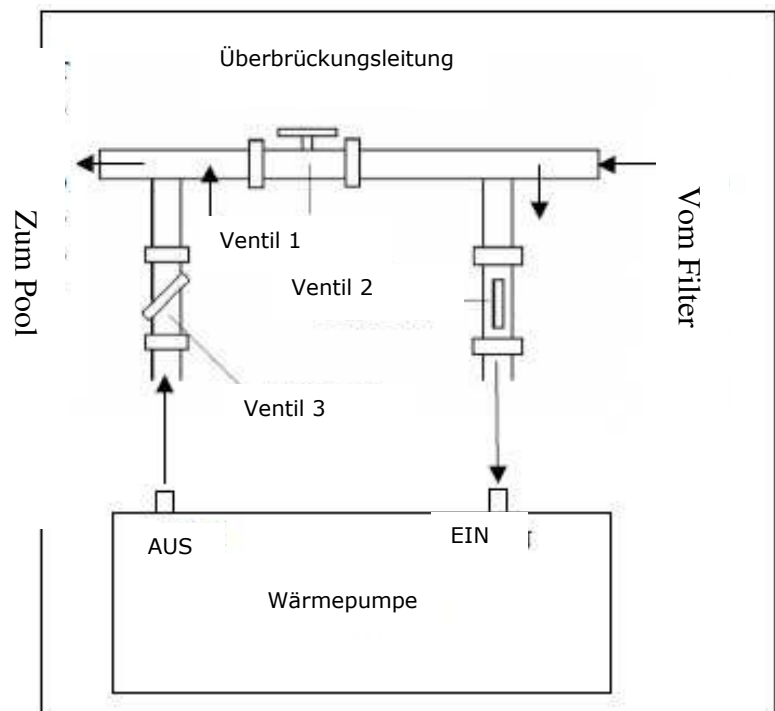 Überbrückungsleitung
Zum Pool
Vom Filter
Ventil 1
Ventil 2
Ventil 3
AUS
EIN
Wärmepumpe